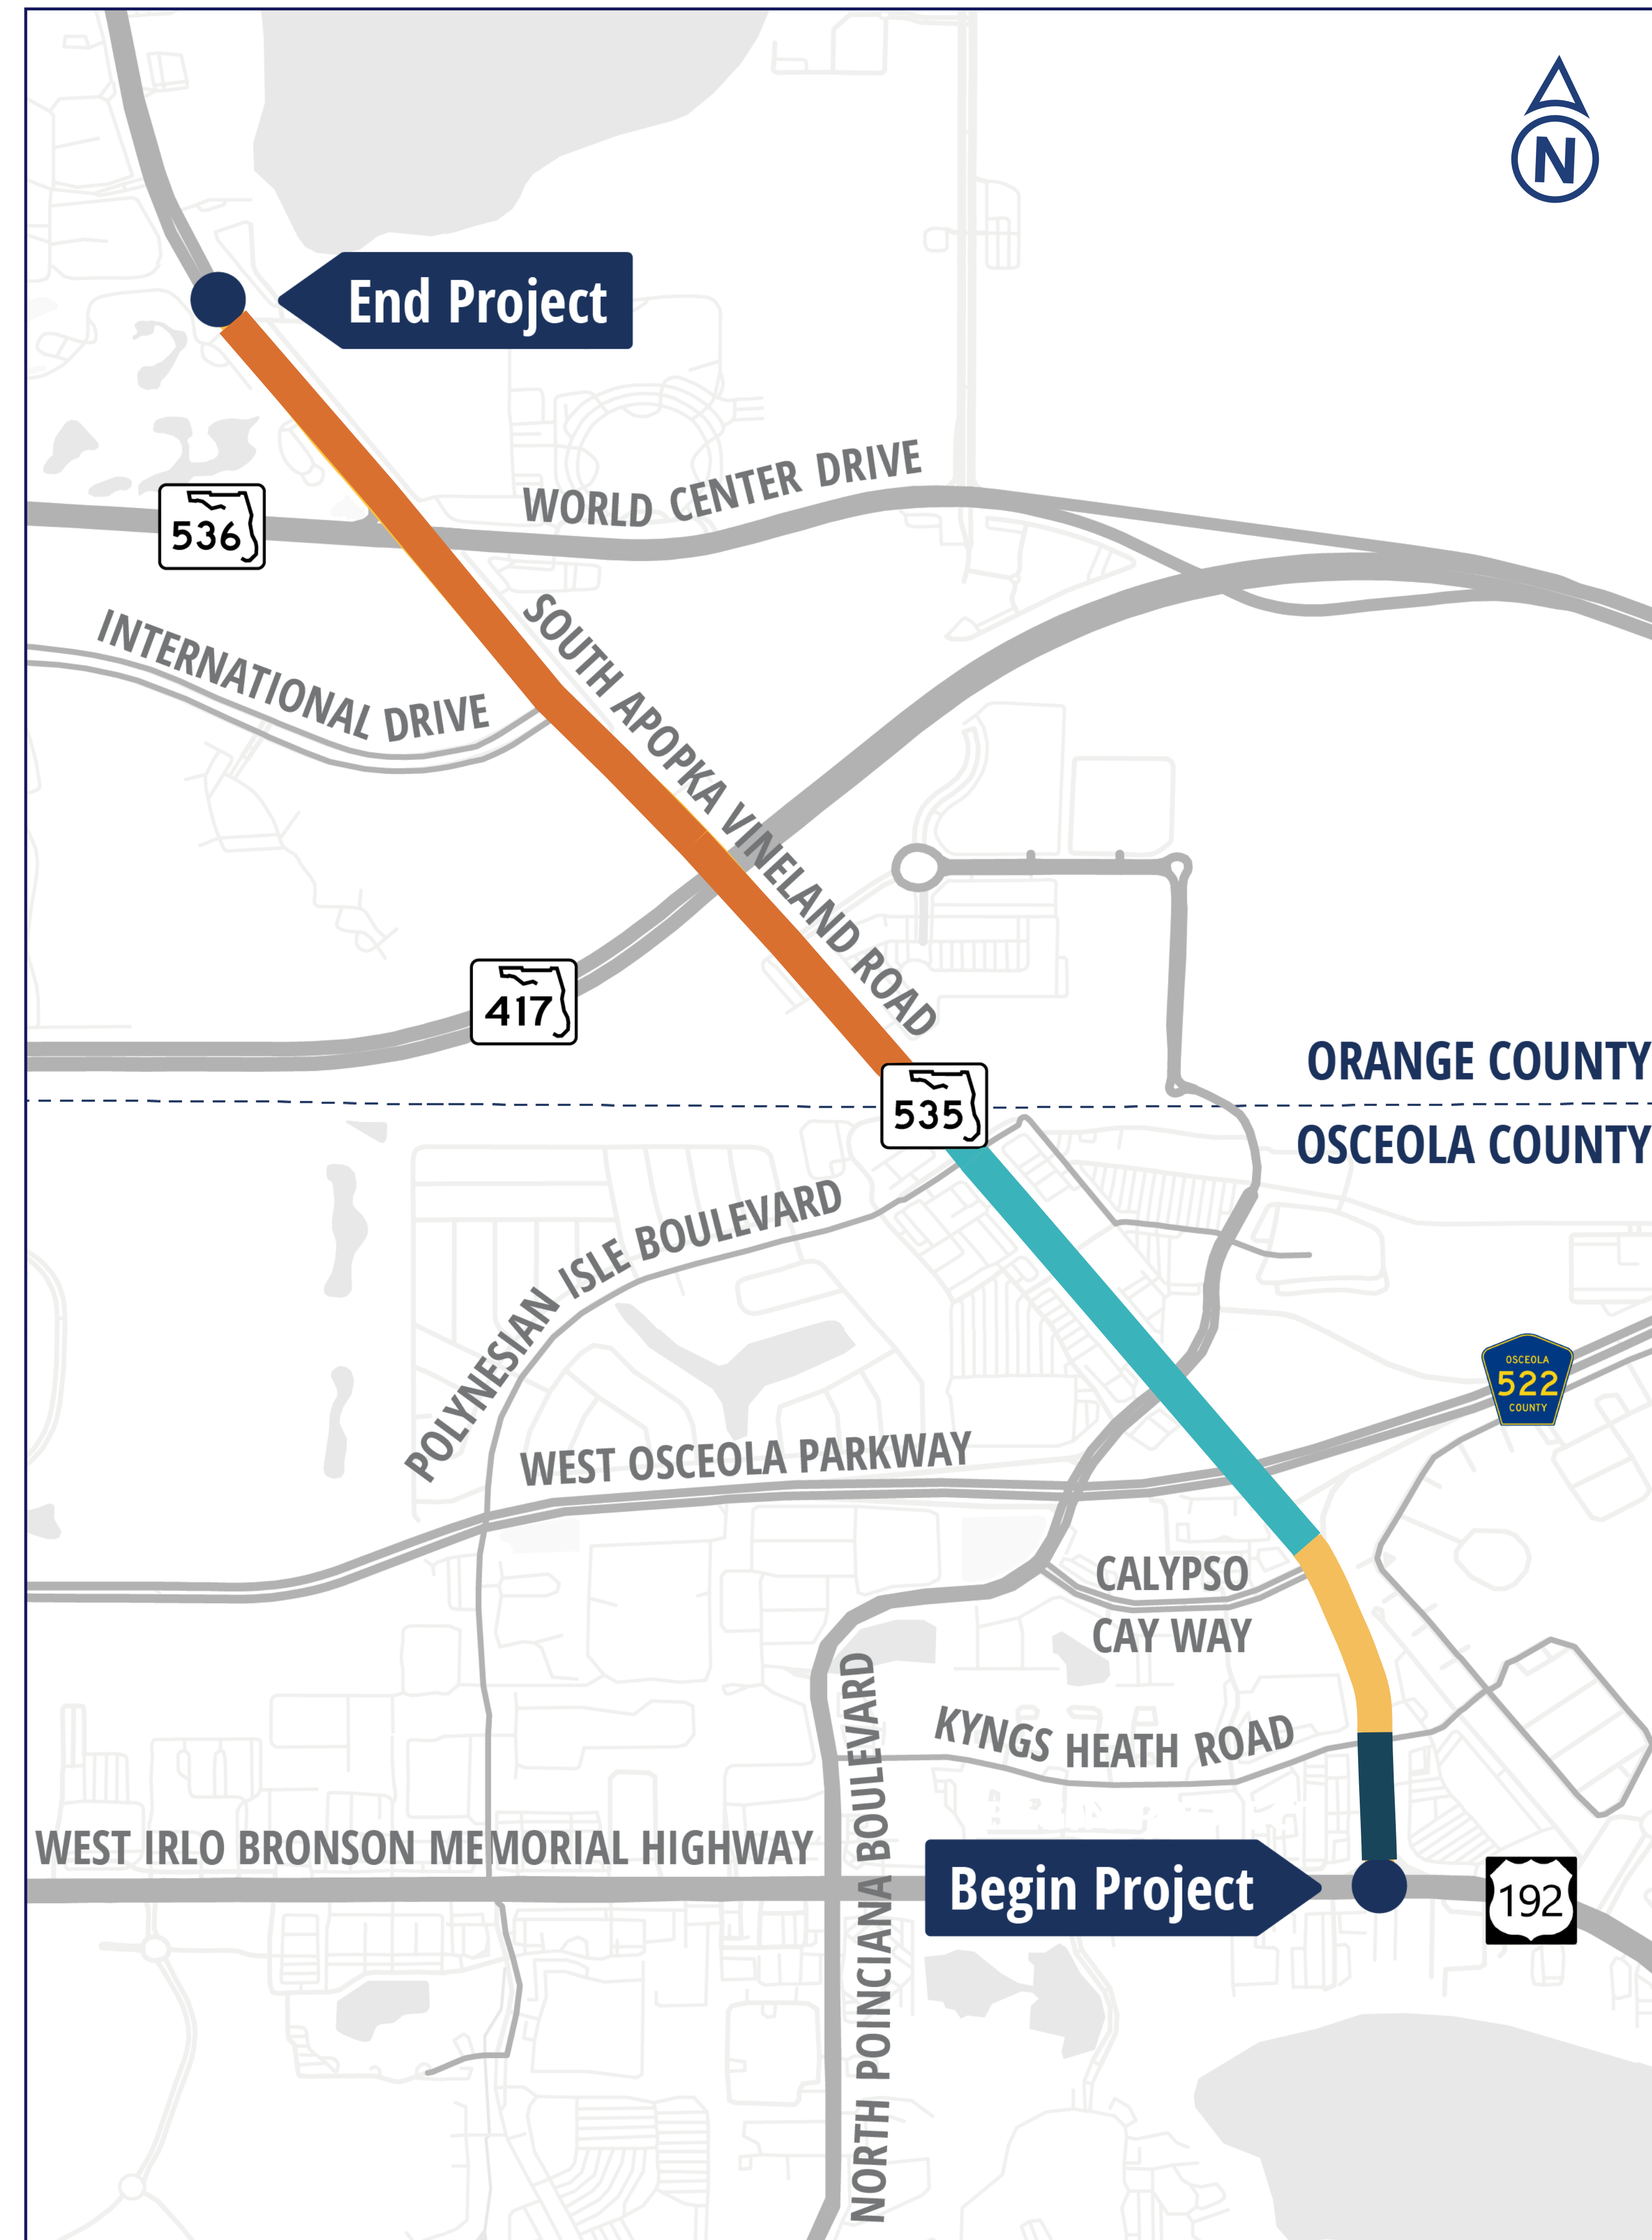 N
End Project
WORLD CENTER DRIVE
536
INTERNATIONAL DRIVE
SOUTH APOPKA VINELAND ROAD
417
ORANGE COUNTY
535
OSCEOLA COUNTY
POLYNESIAN ISLE BOULEVARD
OSCEOLA
522
COUNTY
WEST OSCEOLA PARKWAY
CALYPSO
CAY WAY
KYNGS HEATH ROAD
NORTH POINCIANA BOULEVARD
WEST IRLO BRONSON MEMORIAL HIGHWAY
Begin Project
192